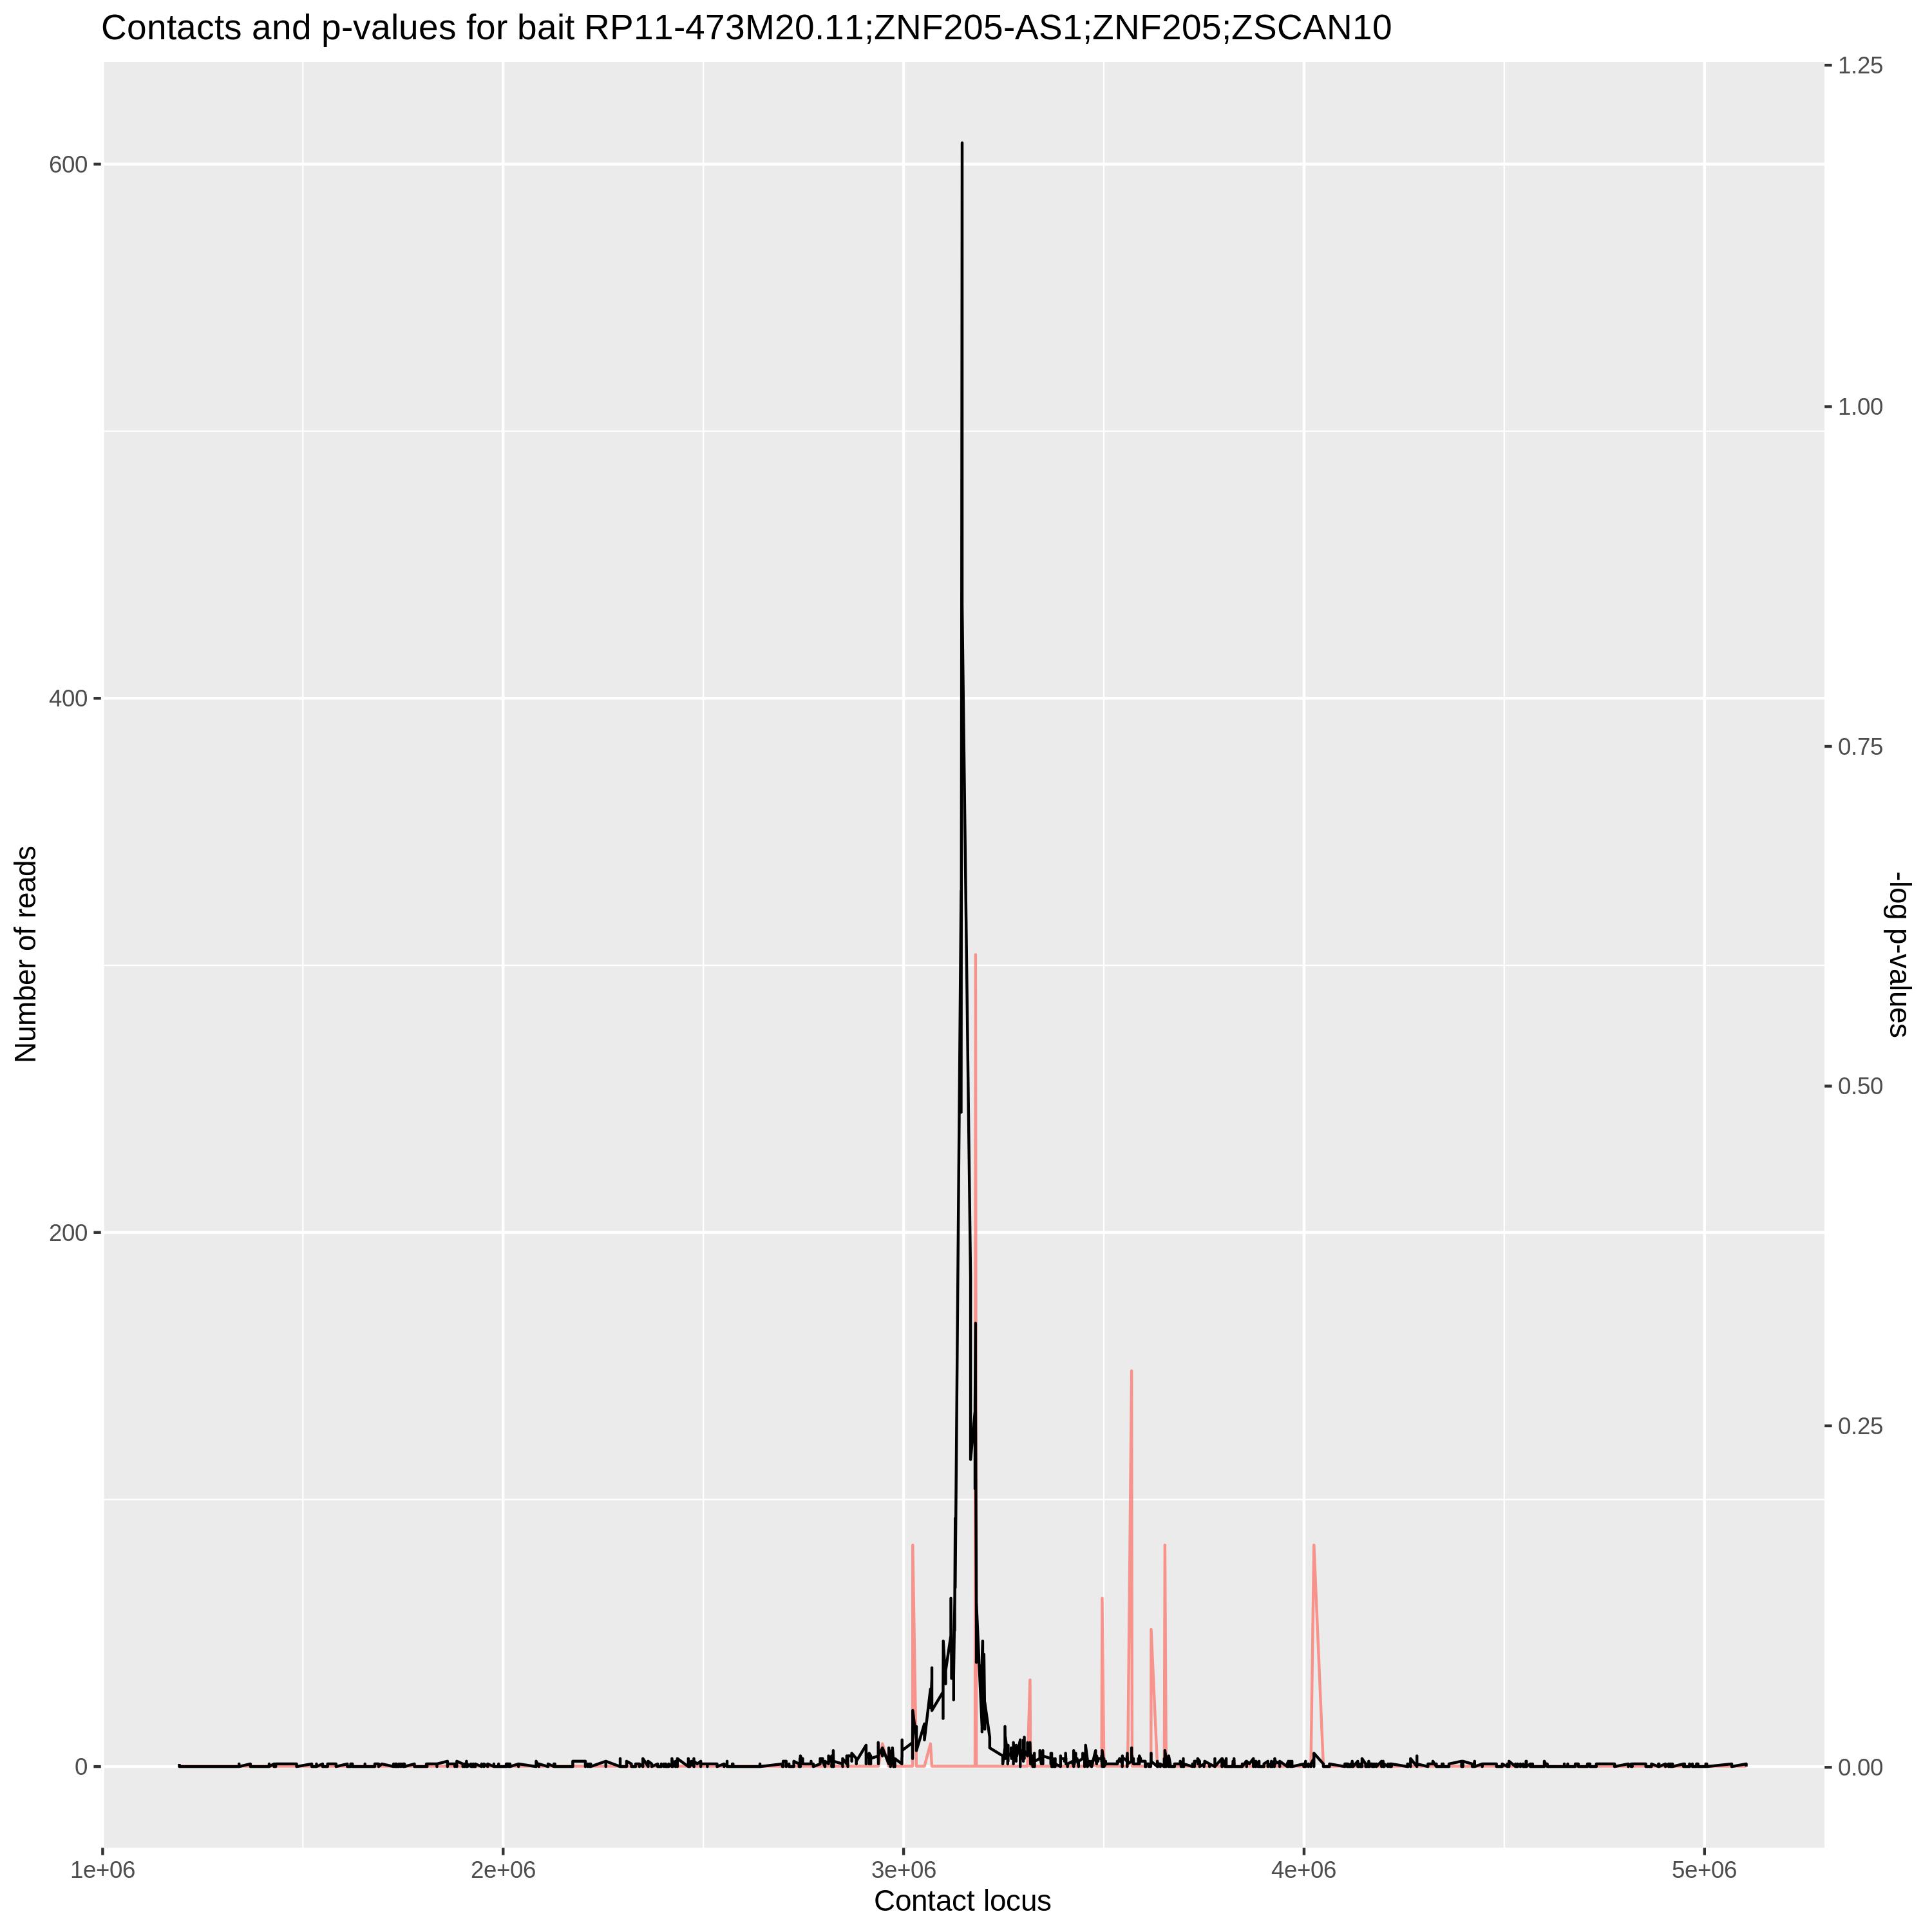 Contacts and p-values for bait RP11-473M20.11;ZNF205-AS1;ZNF205;ZSCAN10
1.25
600
1.00
400
0.75
Number of reads
-log p-values
0.50
200
0.25
0
0.00
1e+06
2e+06
3e+06
4e+06
5e+06
Contact locus